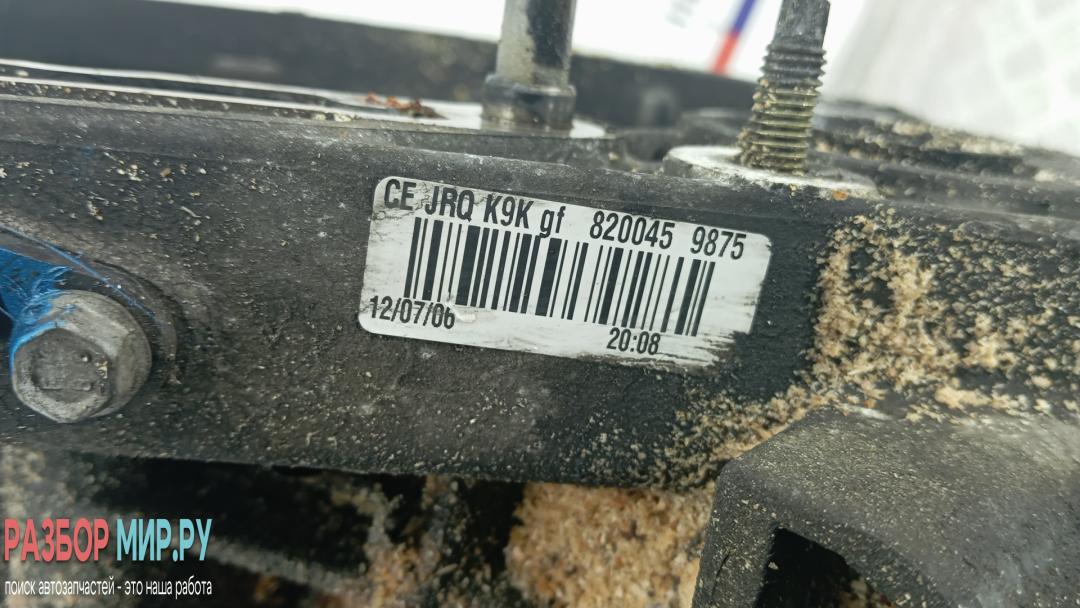 CE JRQ K9K gf 820045 9875
12/07/06 20:08
РАЗБОР МИР.РУ
поиск автозапчастей - это наша работа